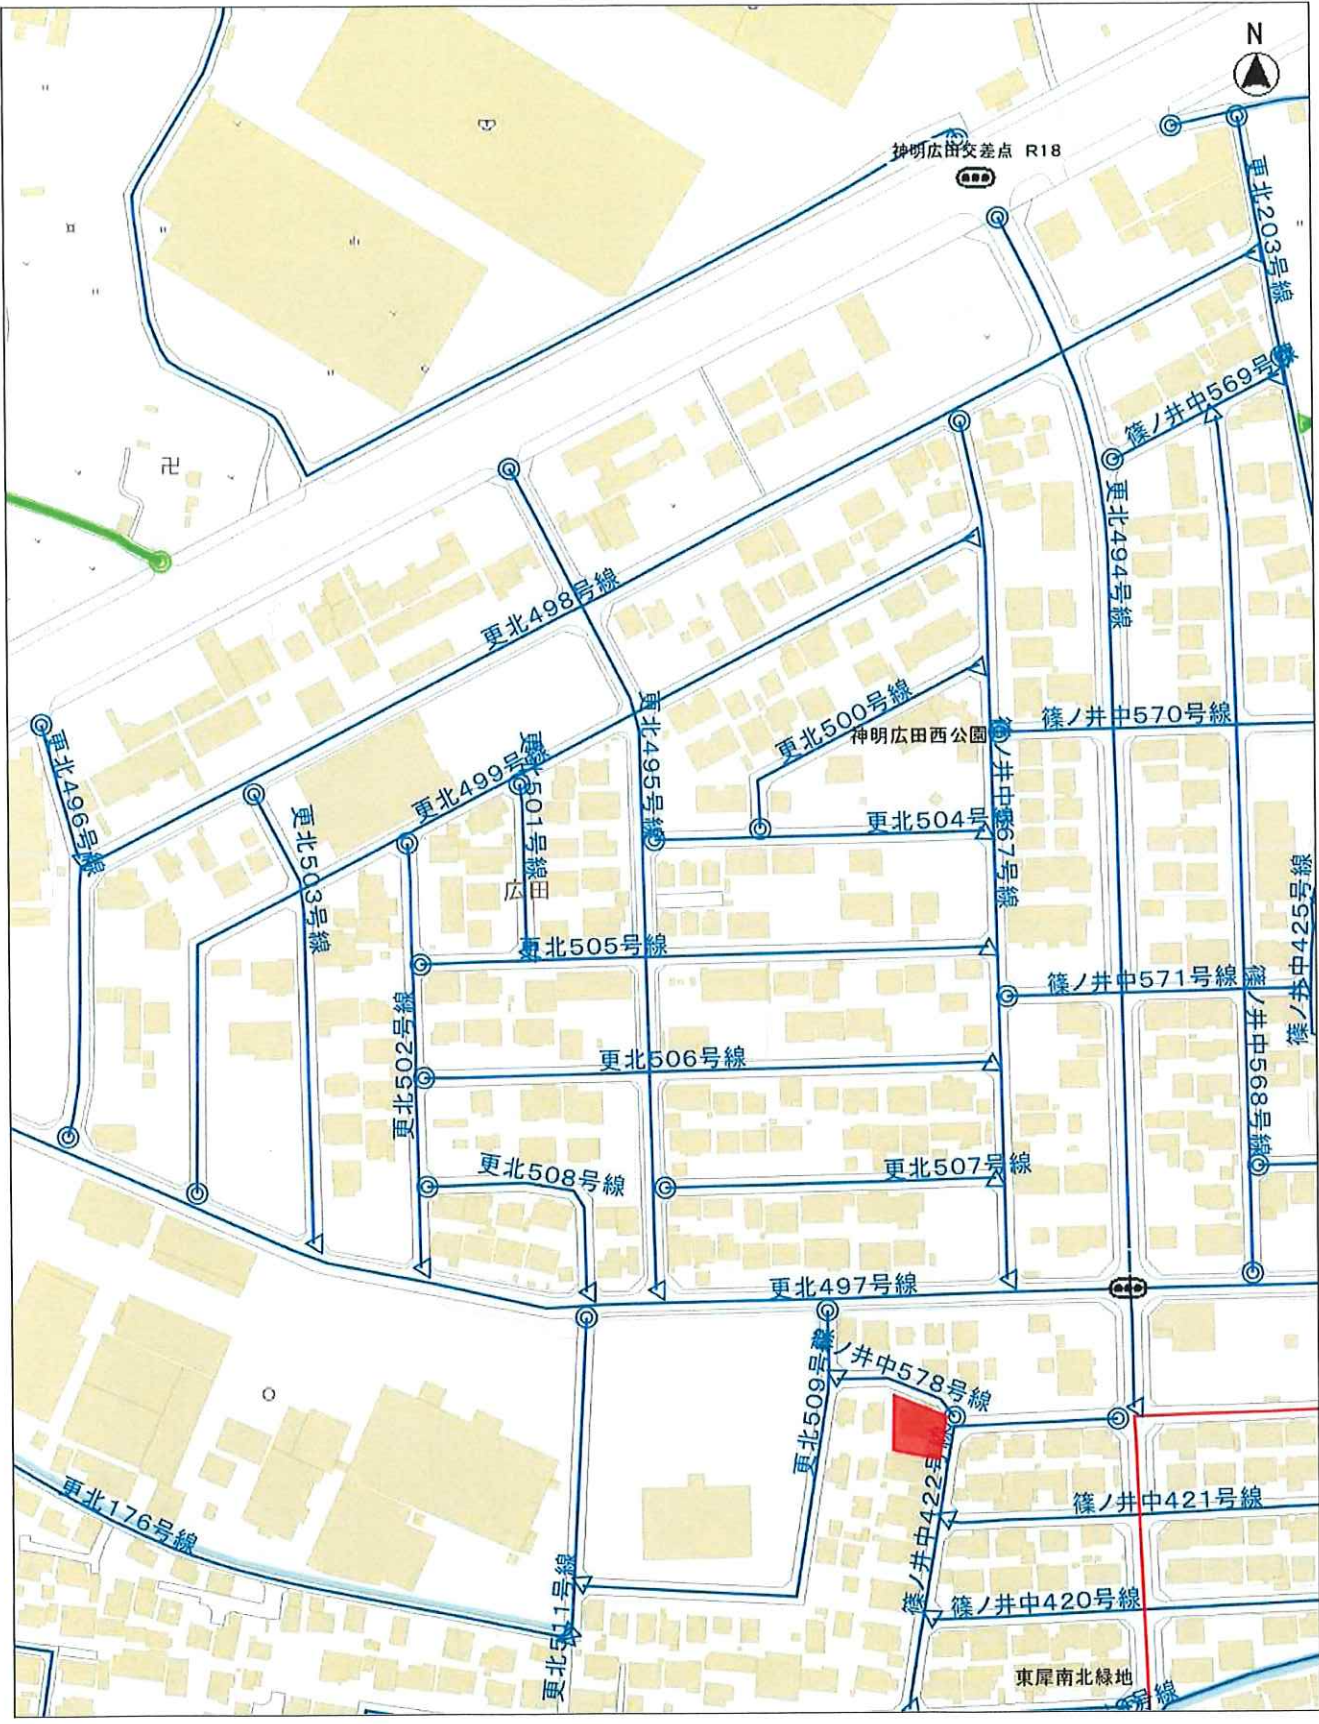 N
神明広田交差点 R18
更北203号線
篠ノ井中569号線
更北494号線
更北498号線
更北500号線
神明広田西公園
篠ノ井中570号線
更北495号線
更北496号線
更北499号線
更北501号線
更北503号線
更北504号線
篠ノ井中567号線
広田
更北505号線
篠ノ井中425号線
篠ノ井中571号線
篠ノ井中568号線
更北502号線
更北506号線
更北508号線
更北507号線
更北497号線
篠ノ井中578号線
更北509号線
篠ノ井中422号線
篠ノ井中421号線
更北176号線
更北511号線
篠ノ井中420号線
東犀南北緑地
号線